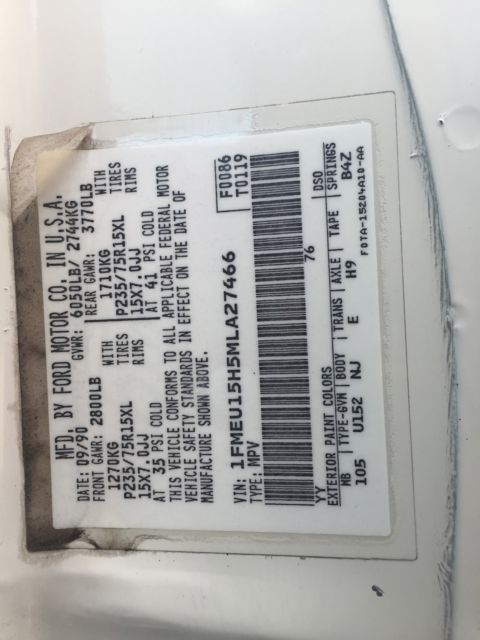 MFD. BY FORD MOTOR CO. IN U.S.A.
DATE: 09/90 GVWR: 6050LB/ 2744KG
FRONT GAWR: 2800LB REAR GAWR: 3770LB
1270KG WITH 1710KG WITH
P235/75R15XL TIRES P235/75R15XL TIRES
15X7.0JJ RIMS 15X7.0JJ RIMS
AT 35 PSI COLD AT 41 PSI COLD
THIS VEHICLE CONFORMS TO ALL APPLICABLE FEDERAL MOTOR
VEHICLE SAFETY STANDARDS IN EFFECT ON THE DATE OF
MANUFACTURE SHOWN ABOVE.
F0086
T0119
VIN: 1FMEU15H5MLA27466
TYPE: MPV
76
YY
EXTERIOR PAINT COLORS DSO
WB | TYPE-GVW | BODY | TRANS | AXLE | TAPE SPRINGS
105 U152 NJ E H9 B4Z
FOTA-15204A10-AA